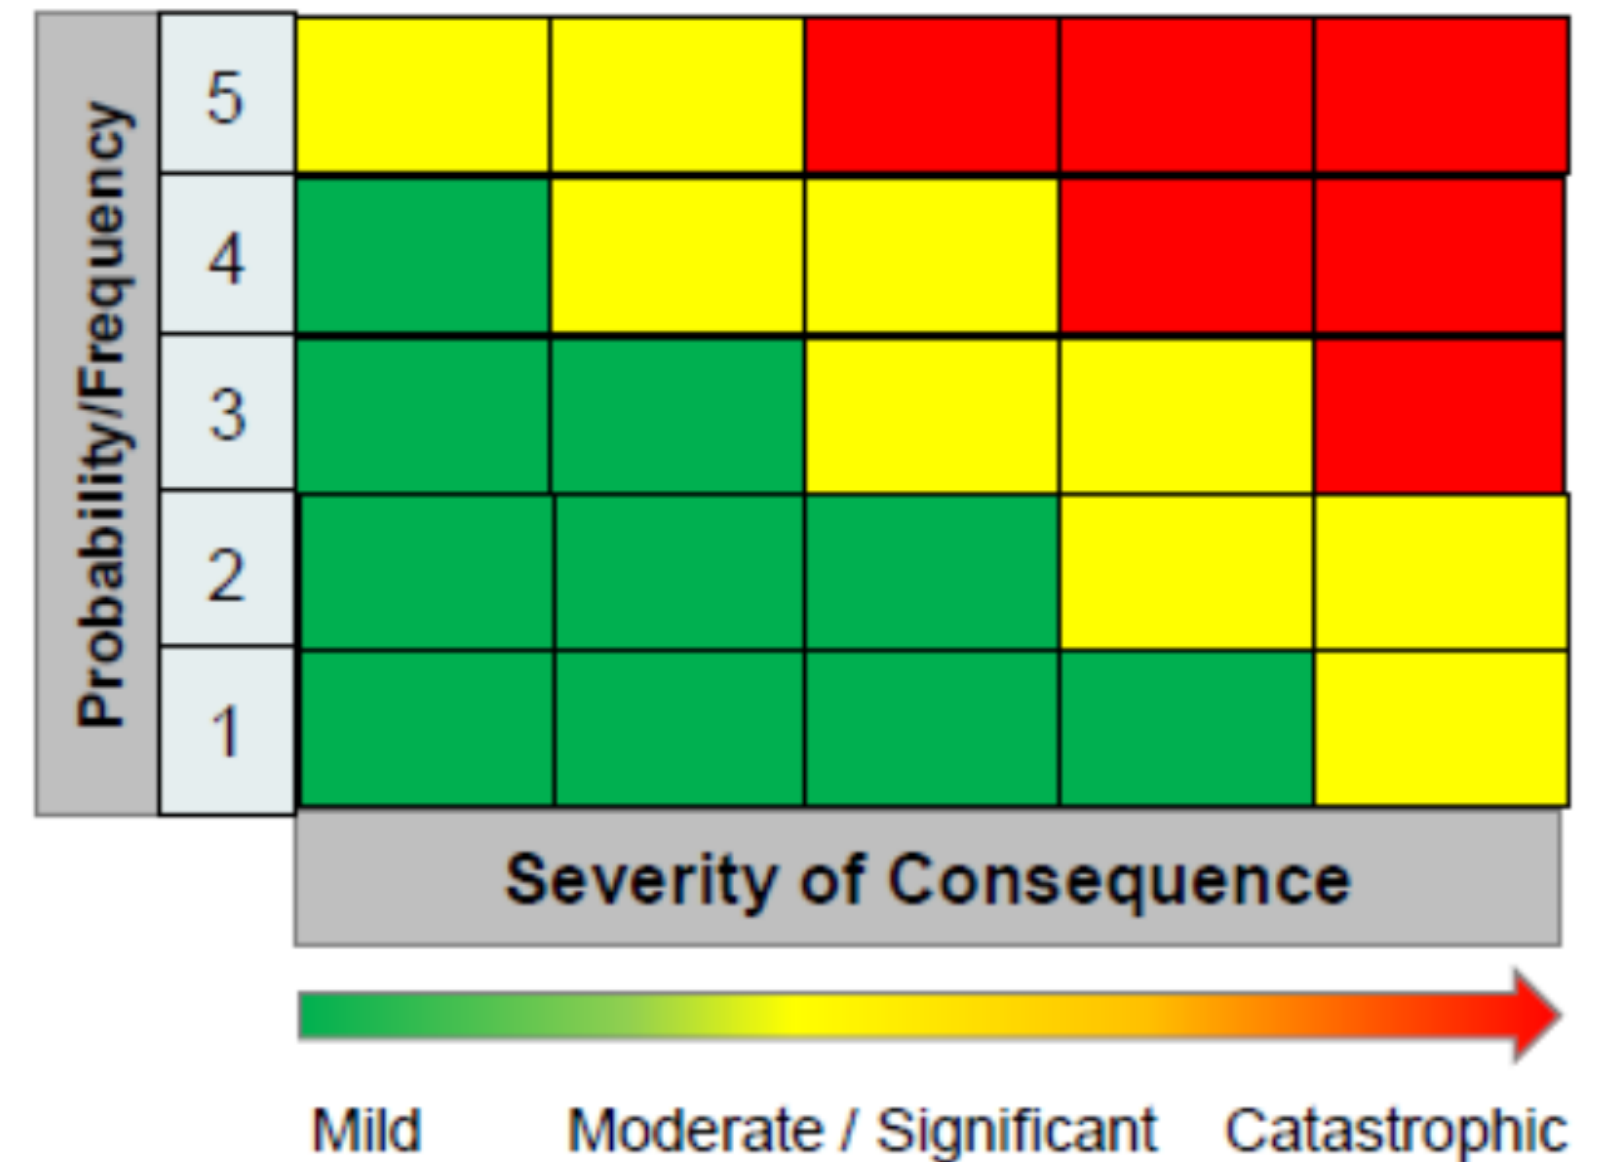 Probability/Frequency
5
4
3
2
1
Severity of Consequence
Mild
Moderate / Significant
Catastrophic